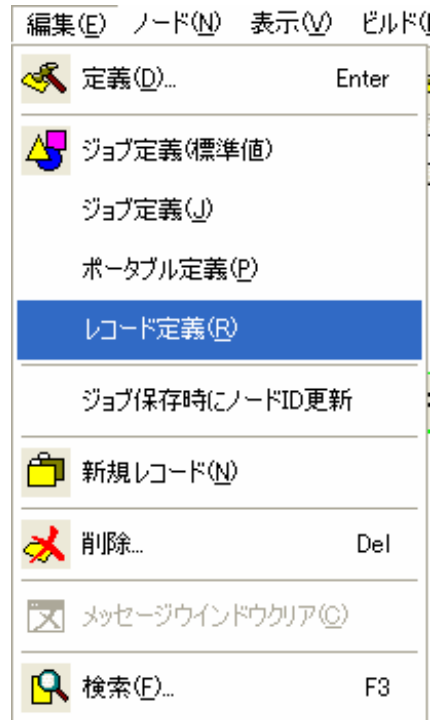 編集(E) ノード(N) 表示(V) ビルド(
定義(D)... Enter
ジョブ定義(標準値)
ジョブ定義(J)
ポータブル定義(P)
レコード定義(R)
ジョブ保存時にノードID更新
新規レコード(N)
削除... Del
メッセージウインドウクリア(C)
検索(F)... F3